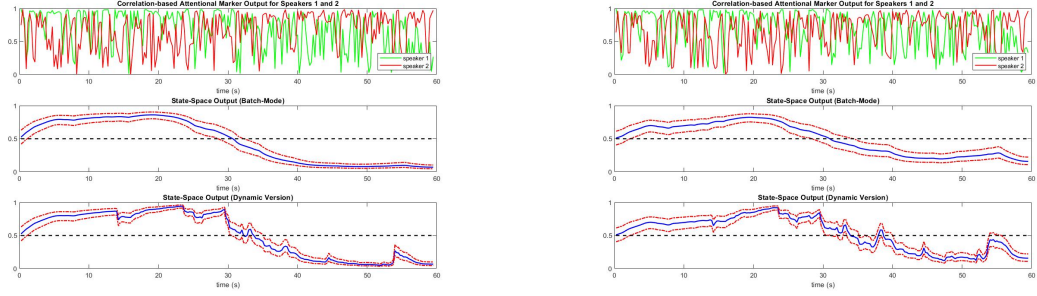 Correlation-based Attentional Marker Output for Speakers 1 and 2
1
0.5
0
speaker 1
speaker 2
0 10 20 30 40 50 60
time (s)
State-Space Output (Batch-Mode)
1
0.5
0
0 10 20 30 40 50 60
time (s)
State-Space Output (Dynamic Version)
1
0.5
0
0 10 20 30 40 50 60
time (s)
Correlation-based Attentional Marker Output for Speakers 1 and 2
1
0.5
0
speaker 1
speaker 2
0 10 20 30 40 50 60
time (s)
State-Space Output (Batch-Mode)
1
0.5
0
0 10 20 30 40 50 60
time (s)
State-Space Output (Dynamic Version)
1
0.5
0
0 10 20 30 40 50 60
time (s)